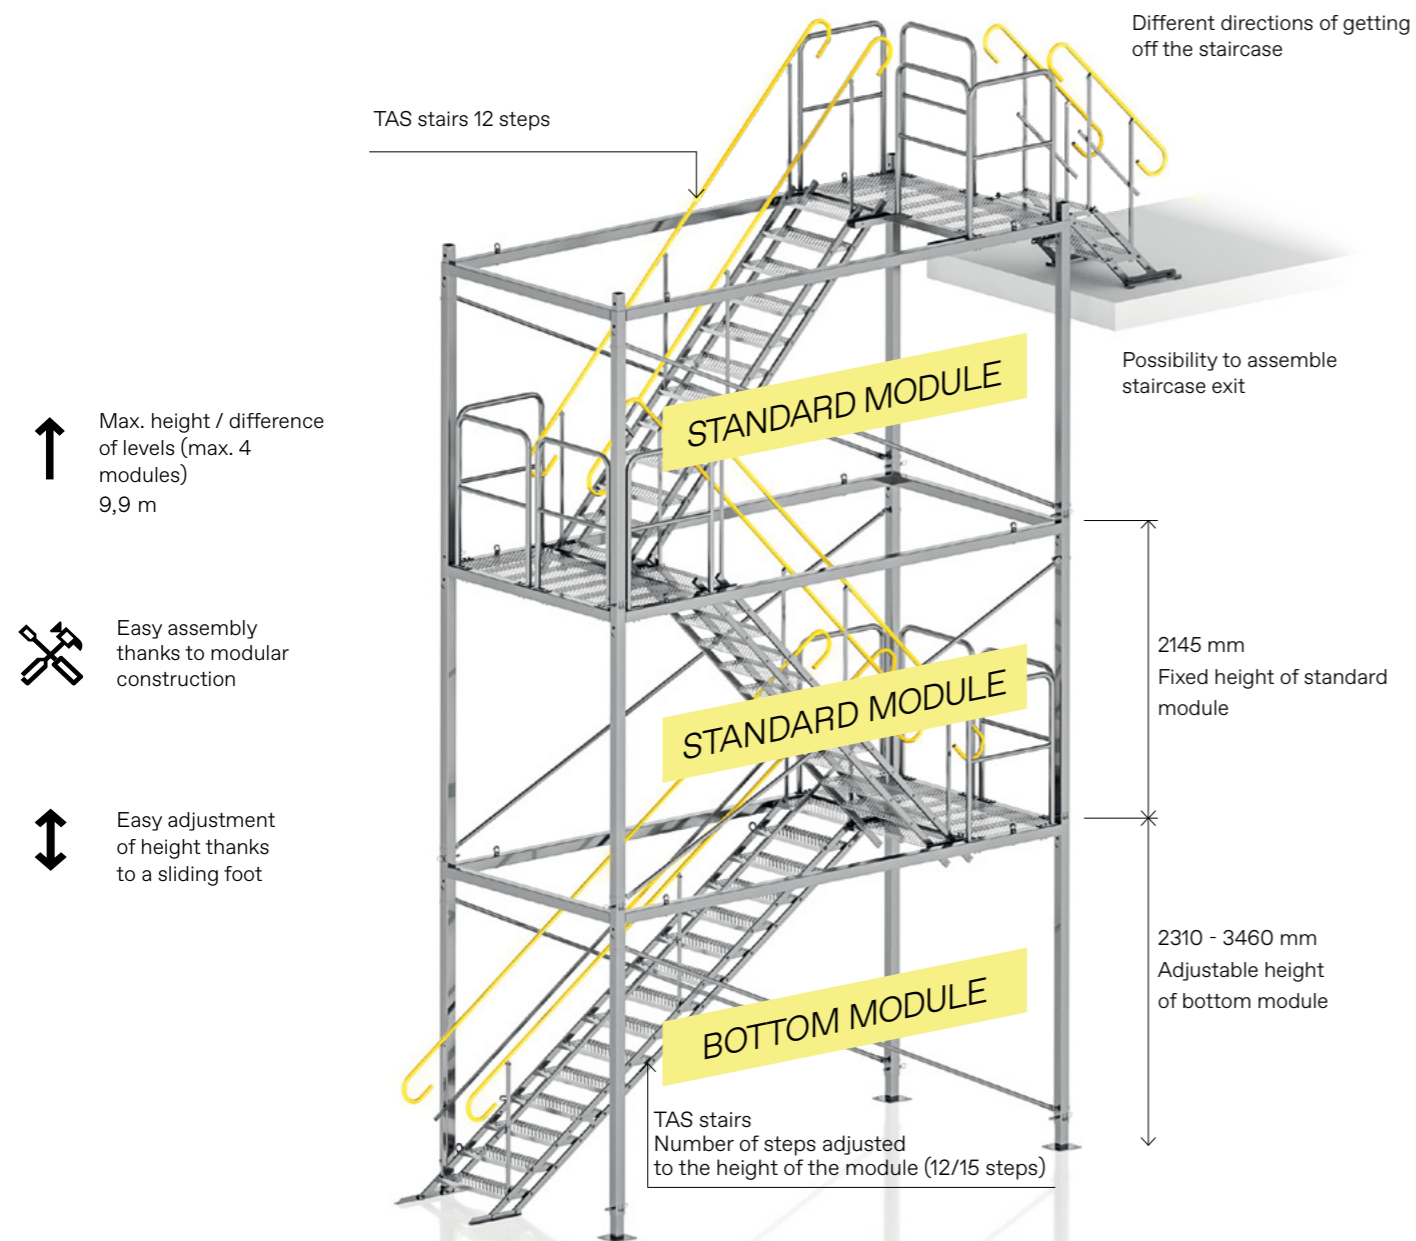 Different directions of getting
off the staircase
TAS stairs 12 steps
STANDARD MODULE
Possibility to assemble
staircase exit
Max. height / difference
of levels (max. 4
modules)
9,9 m
Easy assembly
thanks to modular
construction
2145 mm
Fixed height of standard
module
STANDARD MODULE
Easy adjustment
of height thanks
to a sliding foot
2310 - 3460 mm
Adjustable height
of bottom module
BOTTOM MODULE
TAS stairs
Number of steps adjusted
to the height of the module (12/15 steps)